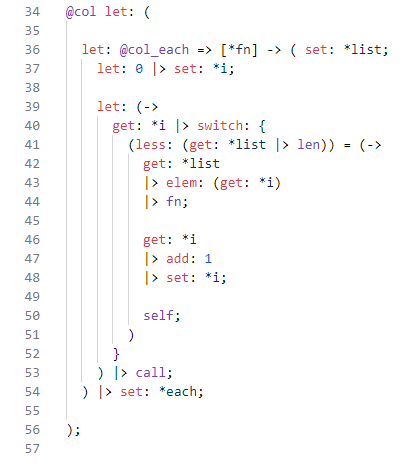 34 @col let: (
35
36 let: @col_each => [*fn] -> ( set: *list;
37 let: 0 |> set: *i;
38
39 let: (->
40 get: *i |> switch: {
41 (less: (get: *list |> len)) = (->
42 get: *list
43 |> elem: (get: *i)
44 |> fn;
45
46 get: *i
47 |> add: 1
48 |> set: *i;
49
50 self;
51 )
52 }
53 ) |> call;
54 ) |> set: *each;
55
56 );
57